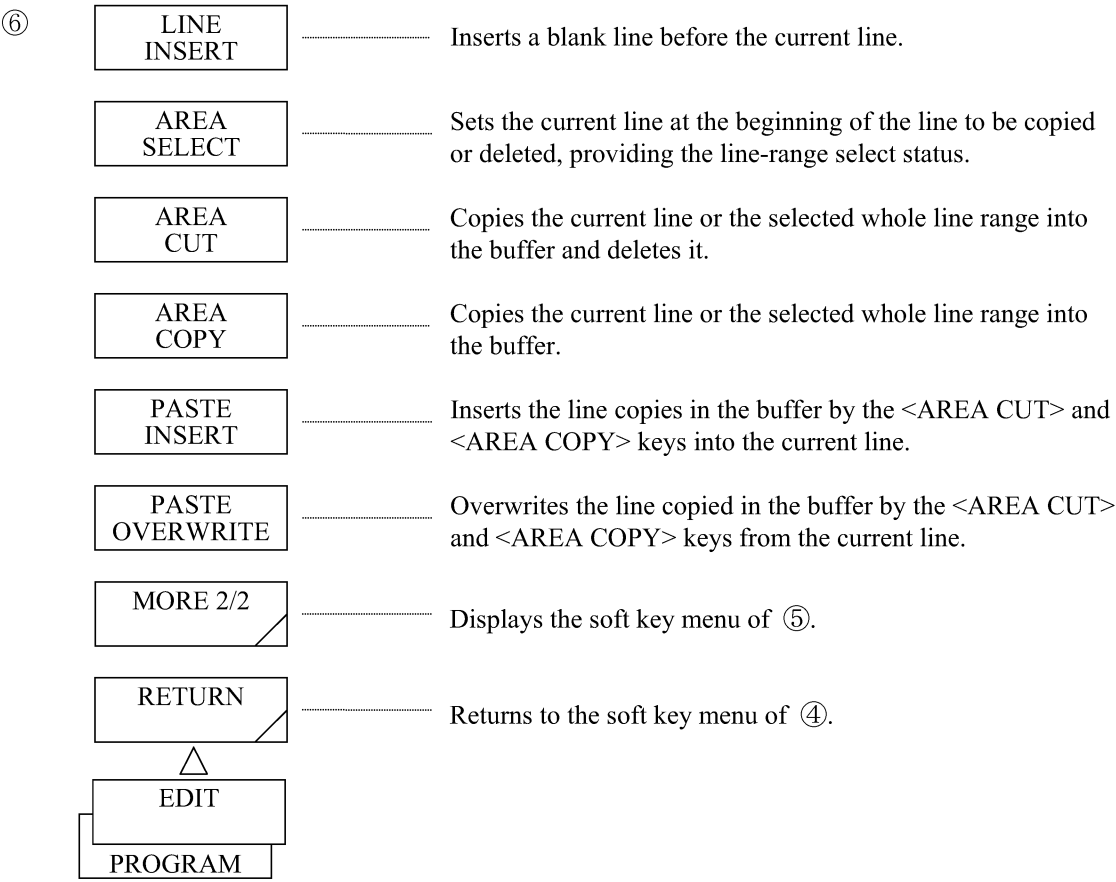 ⑥
LINE
INSERT
Inserts a blank line before the current line.
AREA
SELECT
Sets the current line at the beginning of the line to be copied
or deleted, providing the line-range select status.
AREA
CUT
Copies the current line or the selected whole line range into
the buffer and deletes it.
AREA
COPY
Copies the current line or the selected whole line range into
the buffer.
PASTE
INSERT
Inserts the line copies in the buffer by the <AREA CUT> and
<AREA COPY> keys into the current line.
PASTE
OVERWRITE
Overwrites the line copied in the buffer by the <AREA CUT>
and <AREA COPY> keys from the current line.
MORE 2/2
Displays the soft key menu of ⑤.
RETURN
Returns to the soft key menu of ④.
EDIT
PROGRAM